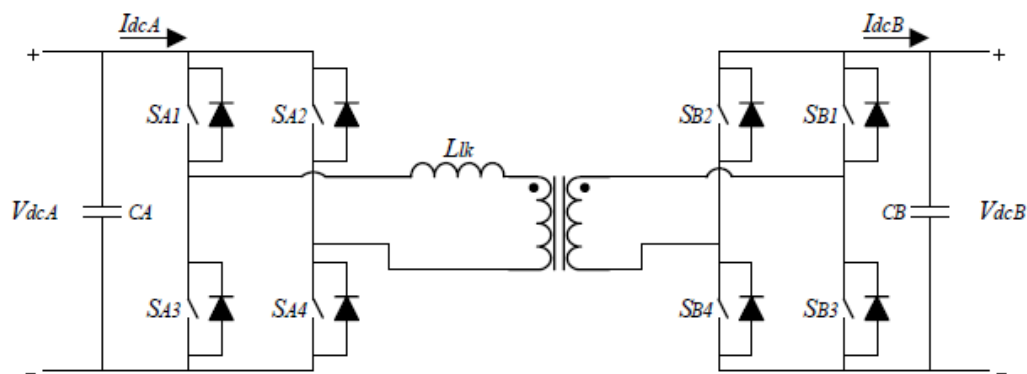 IdcA
IdcB
+
+
SA1
SA2
SB2
SB1
Llk
VdcA
CA
CB
VdcB
SA3
SA4
SB4
SB3
−
−